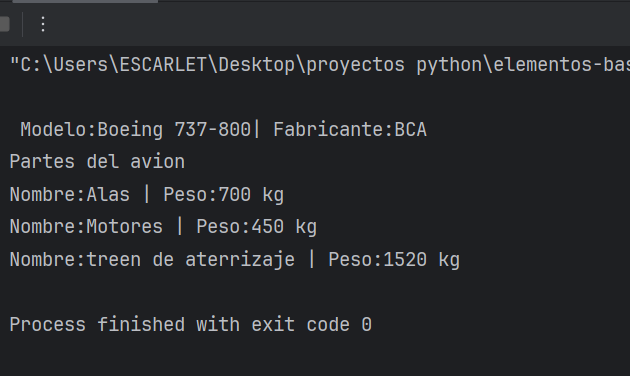 "C:\Users\ESCARLET\Desktop\proyectos python\elementos-bas
Modelo:Boeing 737-800| Fabricante:BCA
Partes del avion
Nombre:Alas | Peso:700 kg
Nombre:Motores | Peso:450 kg
Nombre:treen de aterrizaje | Peso:1520 kg
Process finished with exit code 0